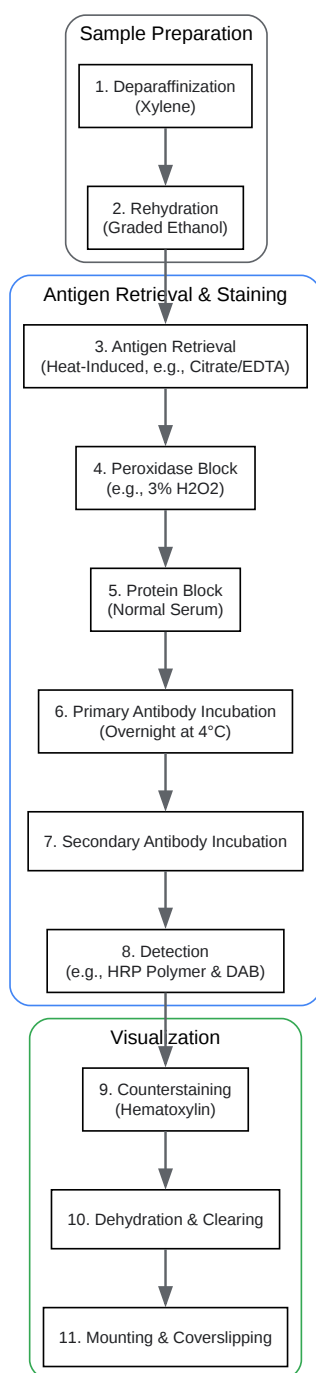 Sample Preparation
1. Deparaffinization
(Xylene)
2. Rehydration
(Graded Ethanol)
Antigen Retrieval & Staining
3. Antigen Retrieval
(Heat-Induced, e.g., Citrate/EDTA)
4. Peroxidase Block
(e.g., 3% H2O2)
5. Protein Block
(Normal Serum)
6. Primary Antibody Incubation
(Overnight at 4°C)
7. Secondary Antibody Incubation
8. Detection
(e.g., HRP Polymer & DAB)
Visualization
9. Counterstaining
(Hematoxylin)
10. Dehydration & Clearing
11. Mounting & Coverslipping